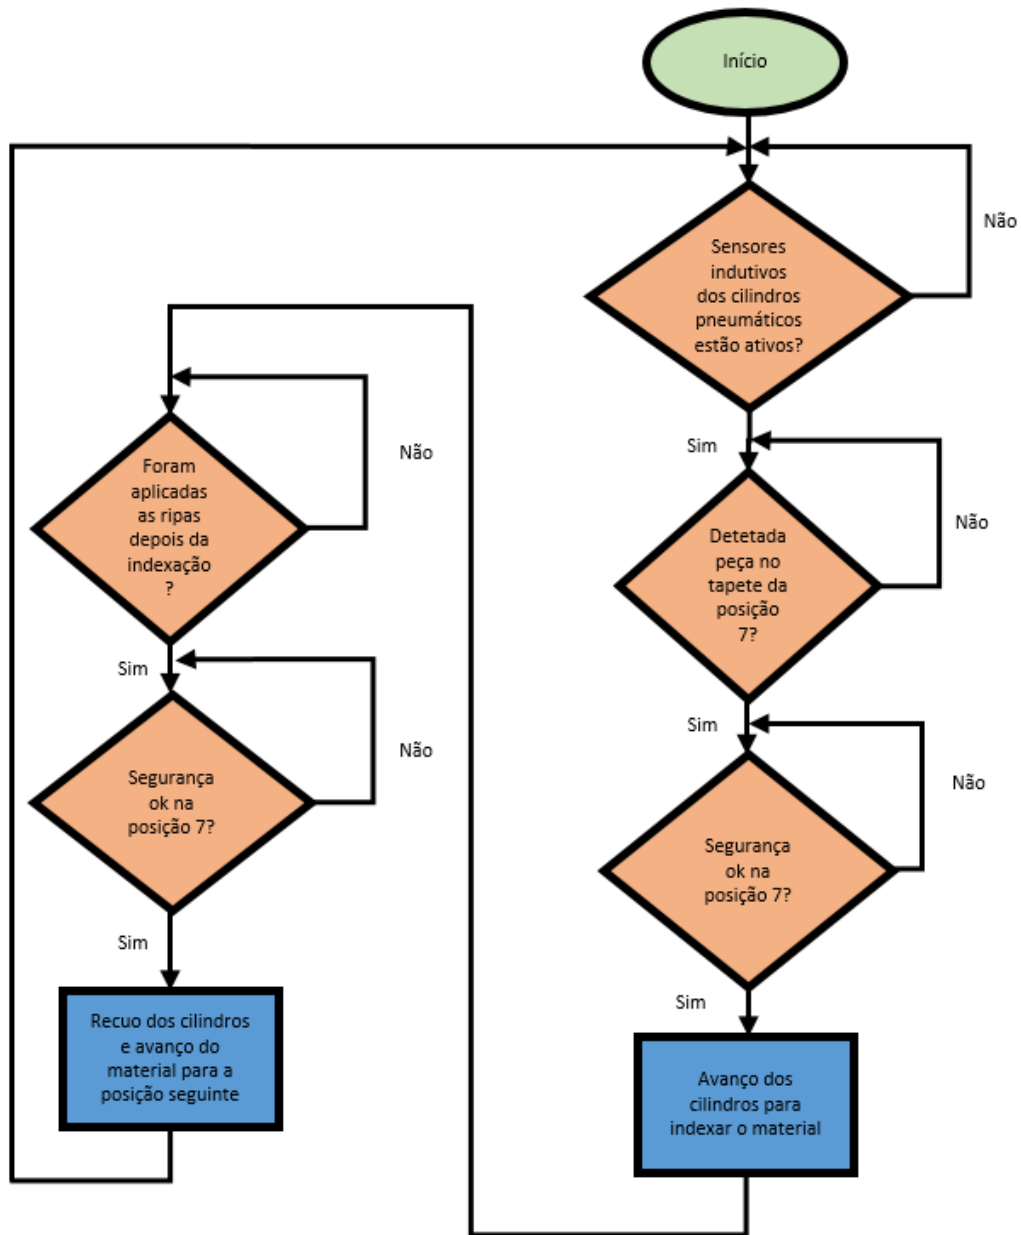 Início
Não
Sensores
indutivos
dos cilindros
pneumáticos
estão ativos?
Sim
Não
Detetada
peça no
tapete da
posição
7?
Sim
Não
Segurança
ok na
posição 7?
Sim
Avanço dos
cilindros para
indexar o material
Não
Foram
aplicadas
as ripas
depois da
indexação
?
Sim
Não
Segurança
ok na
posição 7?
Sim
Recuo dos cilindros
e avanço do
material para a
posição seguinte